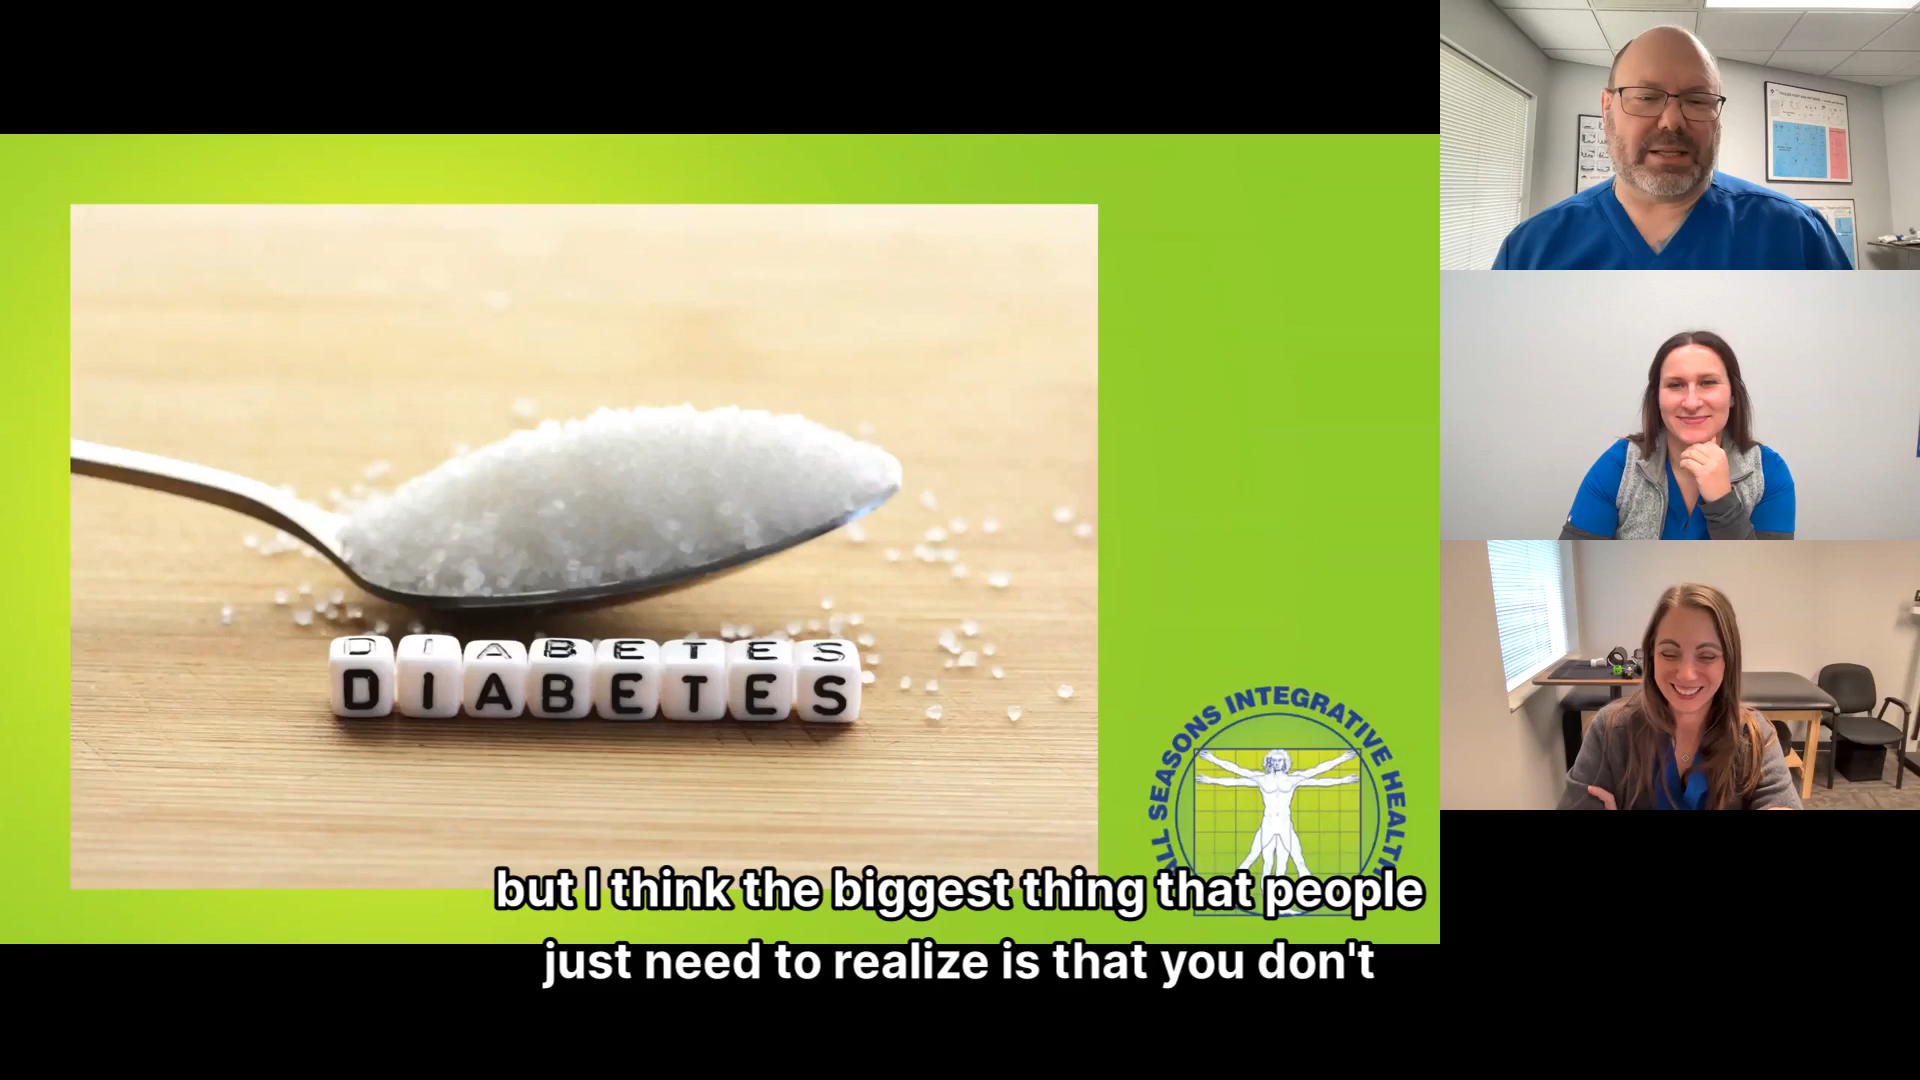 DIABETES
DIABETES
ALL SEASONS INTEGRATIVE HEALTH
but I think the biggest thing that people
just need to realize is that you don't